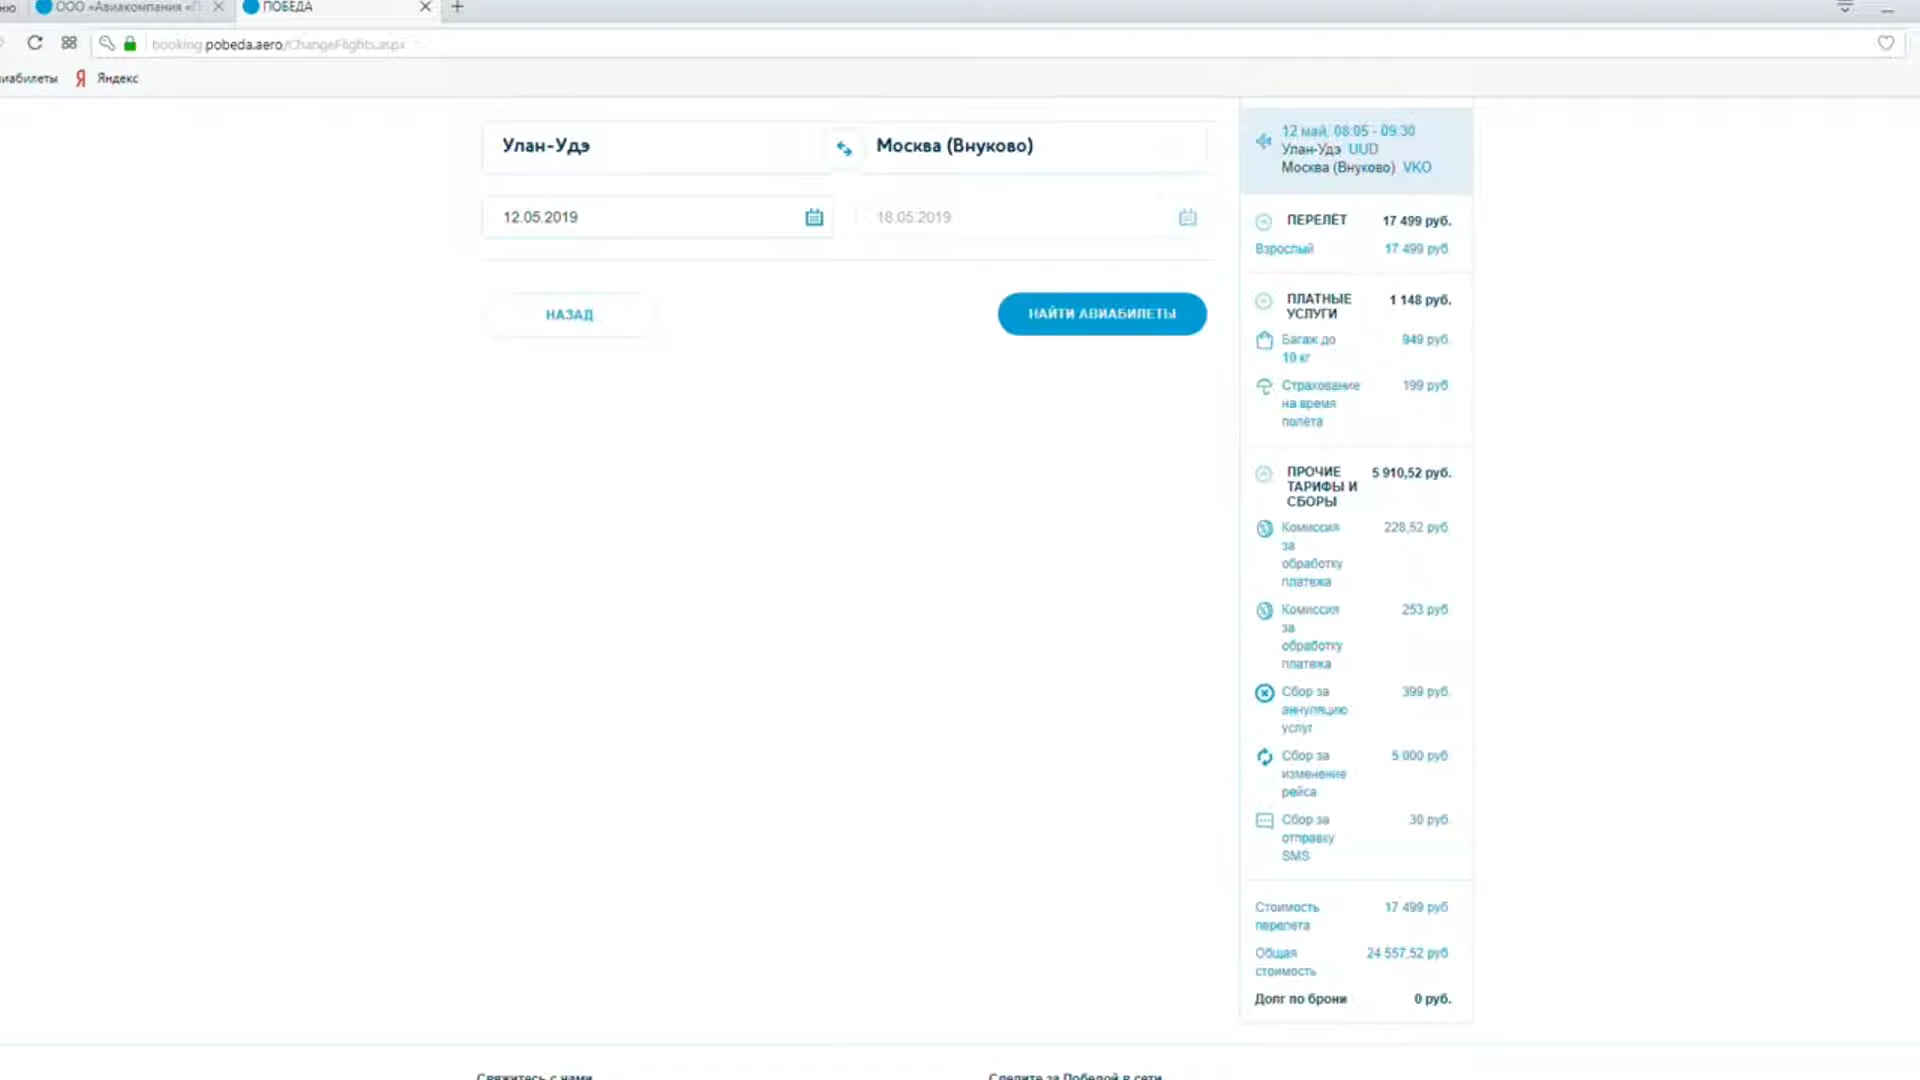 ню
ООО «Авиакомпания «П
ПОБЕДА
booking.pobeda.aero/ChangeFlights.aspx
иабилеты
Яндекс
Улан-Удэ
Москва (Внуково)
12.05.2019
18.05.2019
НАЗАД
НАЙТИ АВИАБИЛЕТЫ
12 май, 08:05 - 09:30
Улан-Удэ UUD
Москва (Внуково) VKO
ПЕРЕЛЁТ 17 499 руб.
Взрослый 17 499 руб.
ПЛАТНЫЕ 1 148 руб.
УСЛУГИ
Багаж до 949 руб.
10 кг
Страхование 199 руб.
на время
полёта
ПРОЧИЕ 5 910,52 руб.
ТАРИФЫ И
СБОРЫ
Комиссия 228,52 руб.
за
обработку
платежа
Комиссия 253 руб.
за
обработку
платежа
Сбор за 399 руб.
аннуляцию
услуг
Сбор за 5 000 руб.
изменение
рейса
Сбор за 30 руб.
отправку
SMS
Стоимость 17 499 руб.
перелета
Общая 24 557,52 руб.
стоимость
Долг по брони 0 руб.
Свяжитесь с нами
Следите за Победой в сети